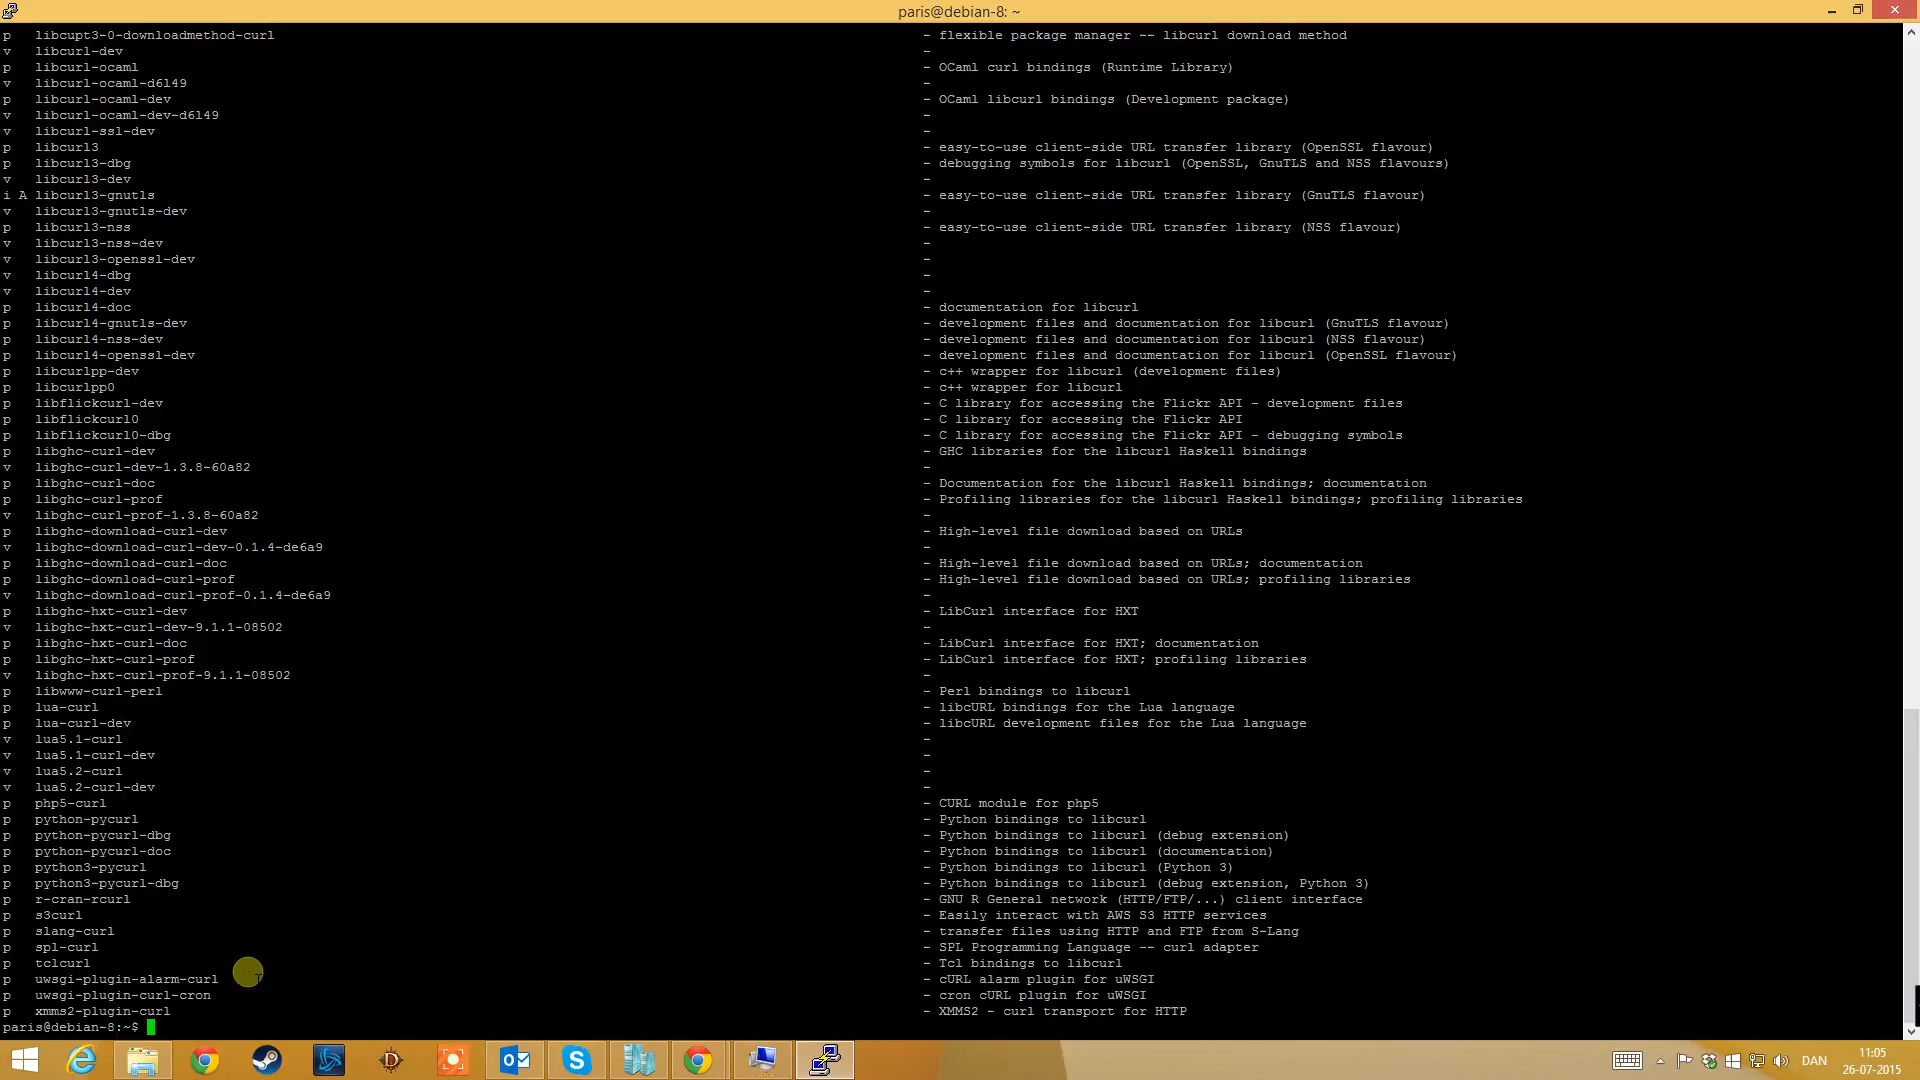 paris@debian-8: ~
p libcupt3-0-downloadmethod-curl - flexible package manager -- libcurl download method
v libcurl-dev -
p libcurl-ocaml - OCaml curl bindings (Runtime Library)
v libcurl-ocaml-d6l49 -
p libcurl-ocaml-dev - OCaml libcurl bindings (Development package)
v libcurl-ocaml-dev-d6l49 -
v libcurl-ssl-dev -
p libcurl3 - easy-to-use client-side URL transfer library (OpenSSL flavour)
p libcurl3-dbg - debugging symbols for libcurl (OpenSSL, GnuTLS and NSS flavours)
v libcurl3-dev -
i A libcurl3-gnutls - easy-to-use client-side URL transfer library (GnuTLS flavour)
v libcurl3-gnutls-dev -
p libcurl3-nss - easy-to-use client-side URL transfer library (NSS flavour)
v libcurl3-nss-dev -
v libcurl3-openssl-dev -
v libcurl4-dbg -
v libcurl4-dev -
p libcurl4-doc - documentation for libcurl
p libcurl4-gnutls-dev - development files and documentation for libcurl (GnuTLS flavour)
p libcurl4-nss-dev - development files and documentation for libcurl (NSS flavour)
p libcurl4-openssl-dev - development files and documentation for libcurl (OpenSSL flavour)
p libcurlpp-dev - c++ wrapper for libcurl (development files)
p libcurlpp0 - c++ wrapper for libcurl
p libflickcurl-dev - C library for accessing the Flickr API - development files
p libflickcurl0 - C library for accessing the Flickr API
p libflickcurl0-dbg - C library for accessing the Flickr API - debugging symbols
p libghc-curl-dev - GHC libraries for the libcurl Haskell bindings
v libghc-curl-dev-1.3.8-60a82 -
p libghc-curl-doc - Documentation for the libcurl Haskell bindings; documentation
p libghc-curl-prof - Profiling libraries for the libcurl Haskell bindings; profiling libraries
v libghc-curl-prof-1.3.8-60a82 -
p libghc-download-curl-dev - High-level file download based on URLs
v libghc-download-curl-dev-0.1.4-de6a9 -
p libghc-download-curl-doc - High-level file download based on URLs; documentation
p libghc-download-curl-prof - High-level file download based on URLs; profiling libraries
v libghc-download-curl-prof-0.1.4-de6a9 -
p libghc-hxt-curl-dev - LibCurl interface for HXT
v libghc-hxt-curl-dev-9.1.1-08502 -
p libghc-hxt-curl-doc - LibCurl interface for HXT; documentation
p libghc-hxt-curl-prof - LibCurl interface for HXT; profiling libraries
v libghc-hxt-curl-prof-9.1.1-08502 -
p libwww-curl-perl - Perl bindings to libcurl
p lua-curl - libcURL bindings for the Lua language
p lua-curl-dev - libcURL development files for the Lua language
v lua5.1-curl -
v lua5.1-curl-dev -
v lua5.2-curl -
v lua5.2-curl-dev -
p php5-curl - CURL module for php5
p python-pycurl - Python bindings to libcurl
p python-pycurl-dbg - Python bindings to libcurl (debug extension)
p python-pycurl-doc - Python bindings to libcurl (documentation)
p python3-pycurl - Python bindings to libcurl (Python 3)
p python3-pycurl-dbg - Python bindings to libcurl (debug extension, Python 3)
p r-cran-rcurl - GNU R General network (HTTP/FTP/...) client interface
p s3curl - Easily interact with AWS S3 HTTP services
p slang-curl - transfer files using HTTP and FTP from S-Lang
p spl-curl - SPL Programming Language -- curl adapter
p tclcurl - Tcl bindings to libcurl
p uwsgi-plugin-alarm-curl - cURL alarm plugin for uWSGI
p uwsgi-plugin-curl-cron - cron cURL plugin for uWSGI
p xmms2-plugin-curl - XMMS2 - curl transport for HTTP
paris@debian-8:~$
DAN
11:05
26-07-2015